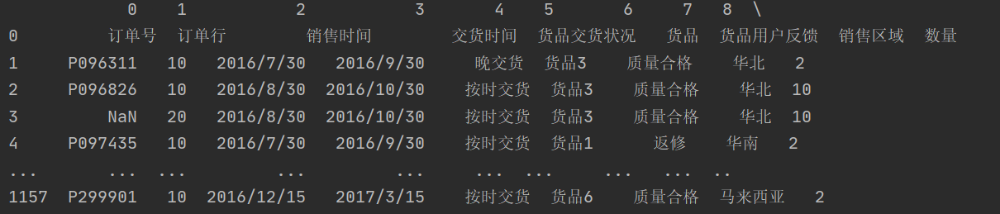 0 1 2 3 4 5 6 7 8 \
0 订单号 订单行 销售时间 交货时间 货品交货状况 货品 货品用户反馈 销售区域 数量
1 P096311 10 2016/7/30 2016/9/30 晚交货 货品3 质量合格 华北 2
2 P096826 10 2016/8/30 2016/10/30 按时交货 货品3 质量合格 华北 10
3 NaN 20 2016/8/30 2016/10/30 按时交货 货品3 质量合格 华北 10
4 P097435 10 2016/7/30 2016/9/30 按时交货 货品1 返修 华南 2
... ... ... ... ... ... ... ... ... ..
1157 P299901 10 2016/12/15 2017/3/15 按时交货 货品6 质量合格 马来西亚 2